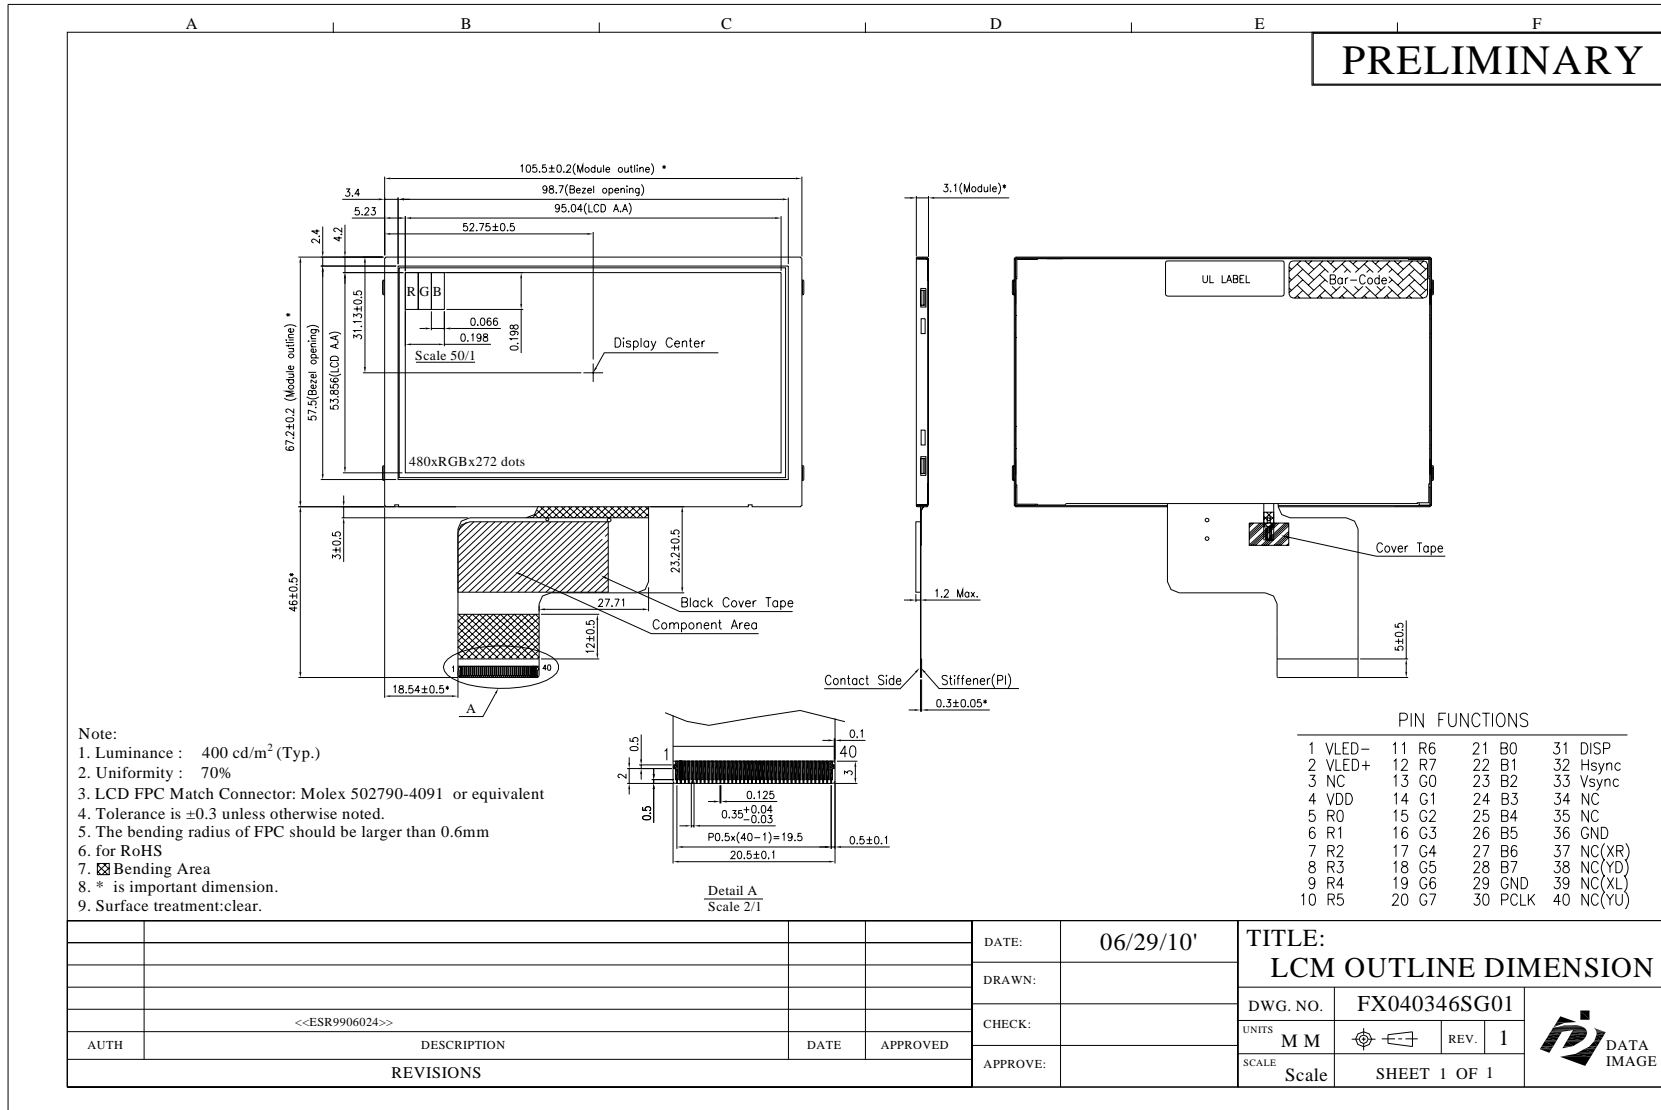 A B C D E F
PRELIMINARY
105.5±0.2(Module outline) *
98.7(Bezel opening)
3.4
95.04(LCD A.A)
5.23
52.75±0.5
2.4
4.2
67.2±0.2 (Module outline) *
57.5(Bezel opening)
53.856(LCD A.A)
31.13±0.5
R G B
0.066
0.198
0.198
Scale 50/1
Display Center
480xRGBx272 dots
3±0.5
46±0.5*
23.2±0.5
27.71
12±0.5
Black Cover Tape
Component Area
1 40
18.54±0.5*
A
3.1(Module)*
1.2 Max.
Contact Side
Stiffener(PI)
0.3±0.05*
UL LABEL
Bar-Code
Cover Tape
5±0.5
0.5
1
0.1
40
2
3
0.5
0.125
0.35+0.04 -0.03
P0.5x(40-1)=19.5
0.5±0.1
20.5±0.1
Detail A
Scale 2/1
Note:
1. Luminance : 400 cd/m² (Typ.)
2. Uniformity : 70%
3. LCD FPC Match Connector: Molex 502790-4091 or equivalent
4. Tolerance is ±0.3 unless otherwise noted.
5. The bending radius of FPC should be larger than 0.6mm
6. for RoHS
7. Bending Area
8. * is important dimension.
9. Surface treatment:clear.
PIN FUNCTIONS
1 VLED- 11 R6 21 B0 31 DISP
2 VLED+ 12 R7 22 B1 32 Hsync
3 NC 13 G0 23 B2 33 Vsync
4 VDD 14 G1 24 B3 34 NC
5 R0 15 G2 25 B4 35 NC
6 R1 16 G3 26 B5 36 GND
7 R2 17 G4 27 B6 37 NC(XR)
8 R3 18 G5 28 B7 38 NC(YD)
9 R4 19 G6 29 GND 39 NC(XL)
10 R5 20 G7 30 PCLK 40 NC(YU)
<<ESR9906024>>
AUTH DESCRIPTION DATE APPROVED
REVISIONS
DATE: 06/29/10'
DRAWN:
CHECK:
APPROVE:
TITLE:
LCM OUTLINE DIMENSION
DWG. NO. FX040346SG01
UNITS M M REV. 1
SCALE Scale SHEET 1 OF 1
DATA
IMAGE